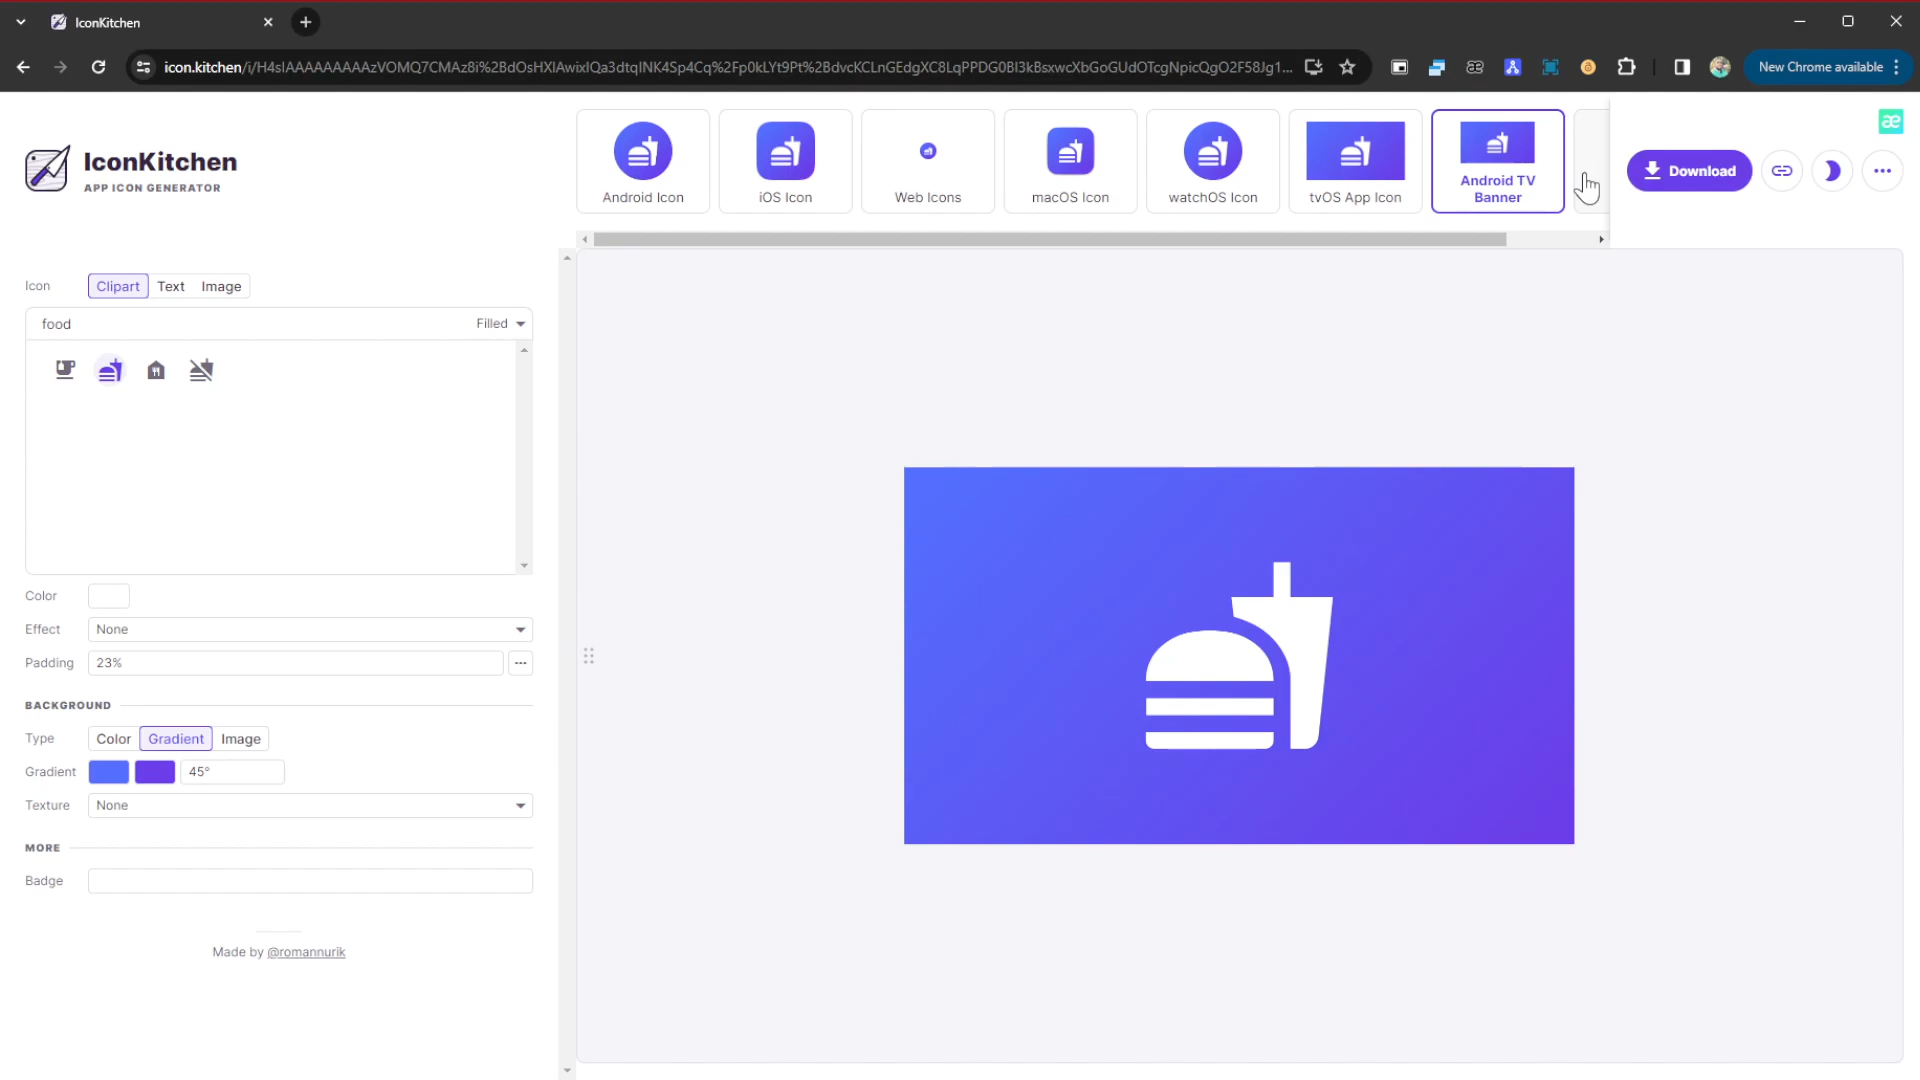 IconKitchen
icon.kitchen/i/H4sIAAAAAAAAAzVOMQ7CMAz8i%2BdOsHXIAwixIQa3dtqINK4Sp4Cq%2Fp0kLYt9Pt%2BdvcKCLnGEdgXC8LqPPDG0BI3kBsxwcXbGoGUdOTcgNpicQgO2F58Jg1...
New Chrome available
IconKitchen
APP ICON GENERATOR
Android Icon
iOS Icon
Web Icons
macOS Icon
watchOS Icon
tvOS App Icon
Android TV
Banner
Download
æ
Icon
Clipart
Text
Image
food
Filled
Color
Effect
None
Padding
23%
BACKGROUND
Type
Color
Gradient
Image
Gradient
45°
Texture
None
MORE
Badge
Made by @romannurik